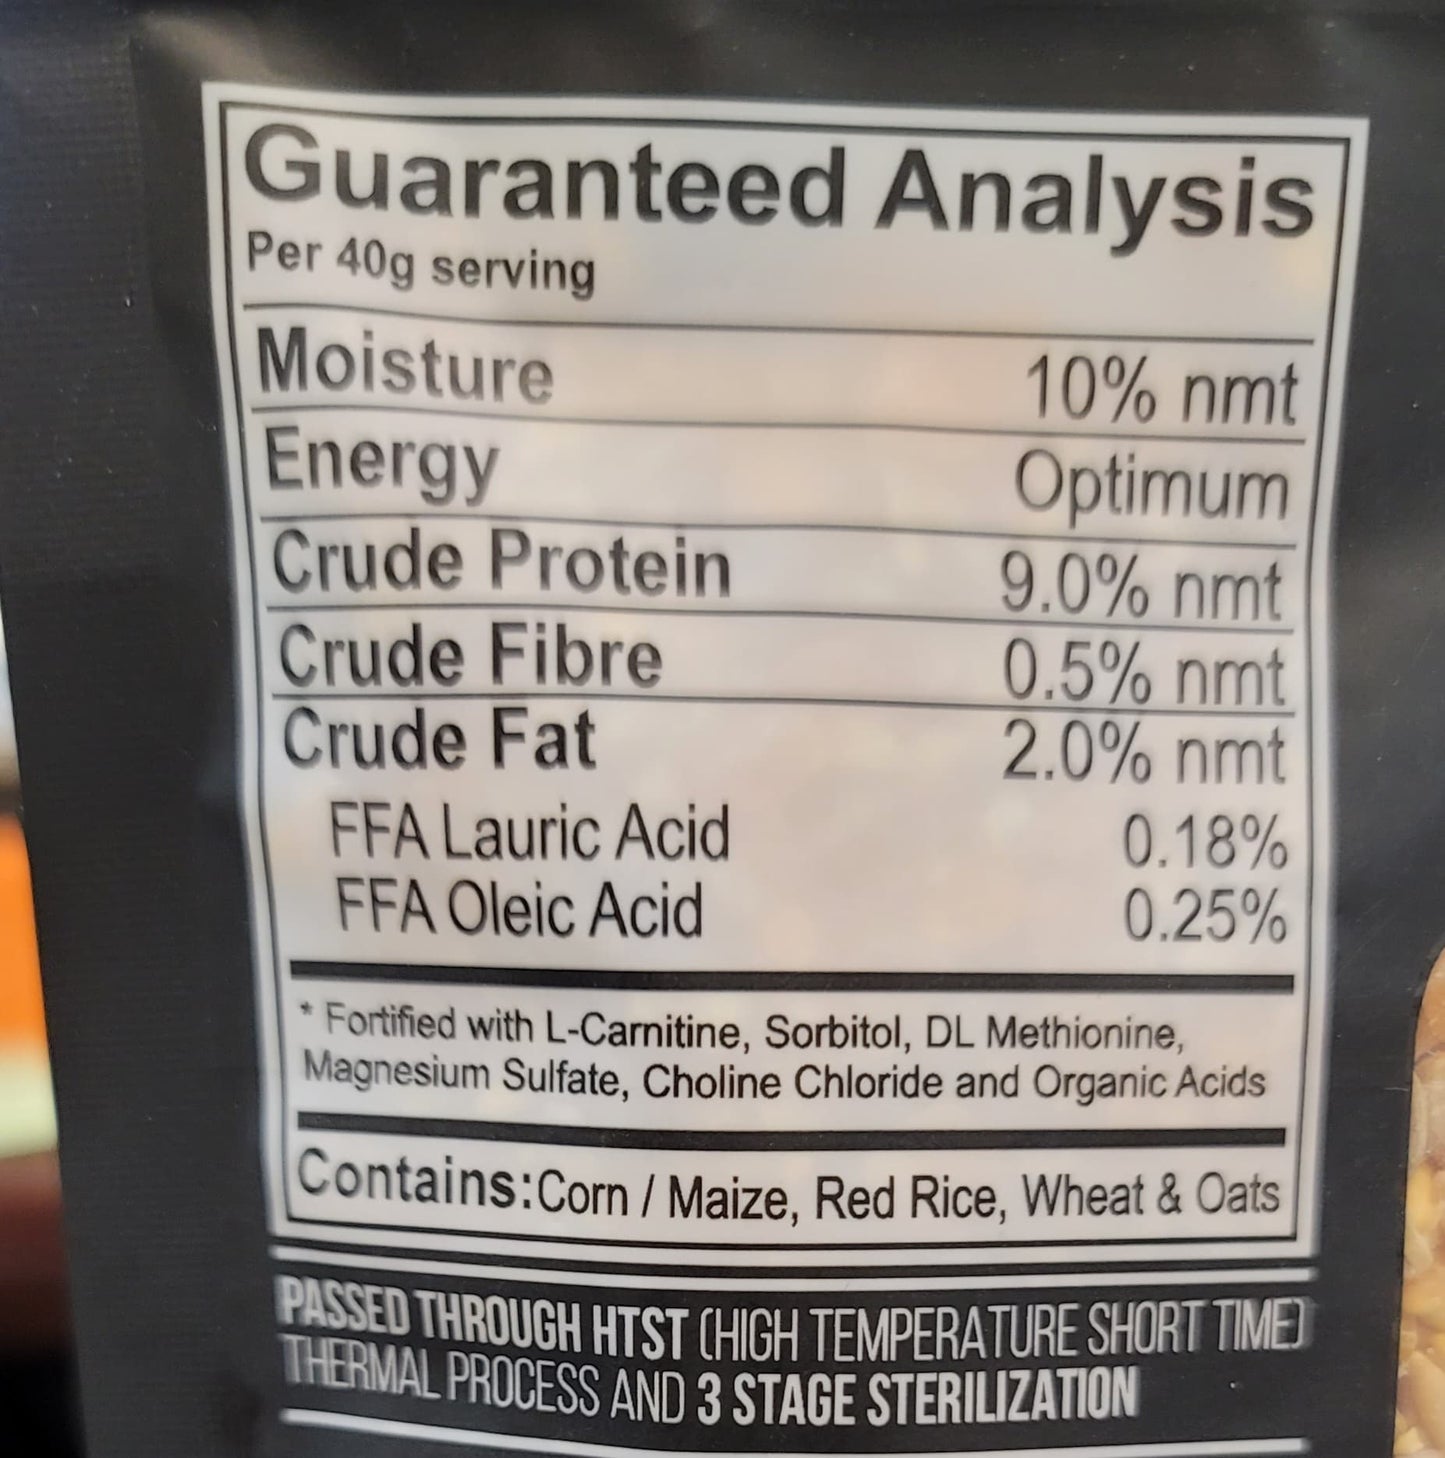 Guaranteed Analysis
Per 40g serving
Moisture 10% nmt
Energy Optimum
Crude Protein 9.0% nmt
Crude Fibre 0.5% nmt
Crude Fat 2.0% nmt
FFA Lauric Acid 0.18%
FFA Oleic Acid 0.25%
* Fortified with L-Carnitine, Sorbitol, DL Methionine,
Magnesium Sulfate, Choline Chloride and Organic Acids
Contains:Corn / Maize, Red Rice, Wheat & Oats
PASSED THROUGH HTST (HIGH TEMPERATURE SHORT TIME)
THERMAL PROCESS AND 3 STAGE STERILIZATION